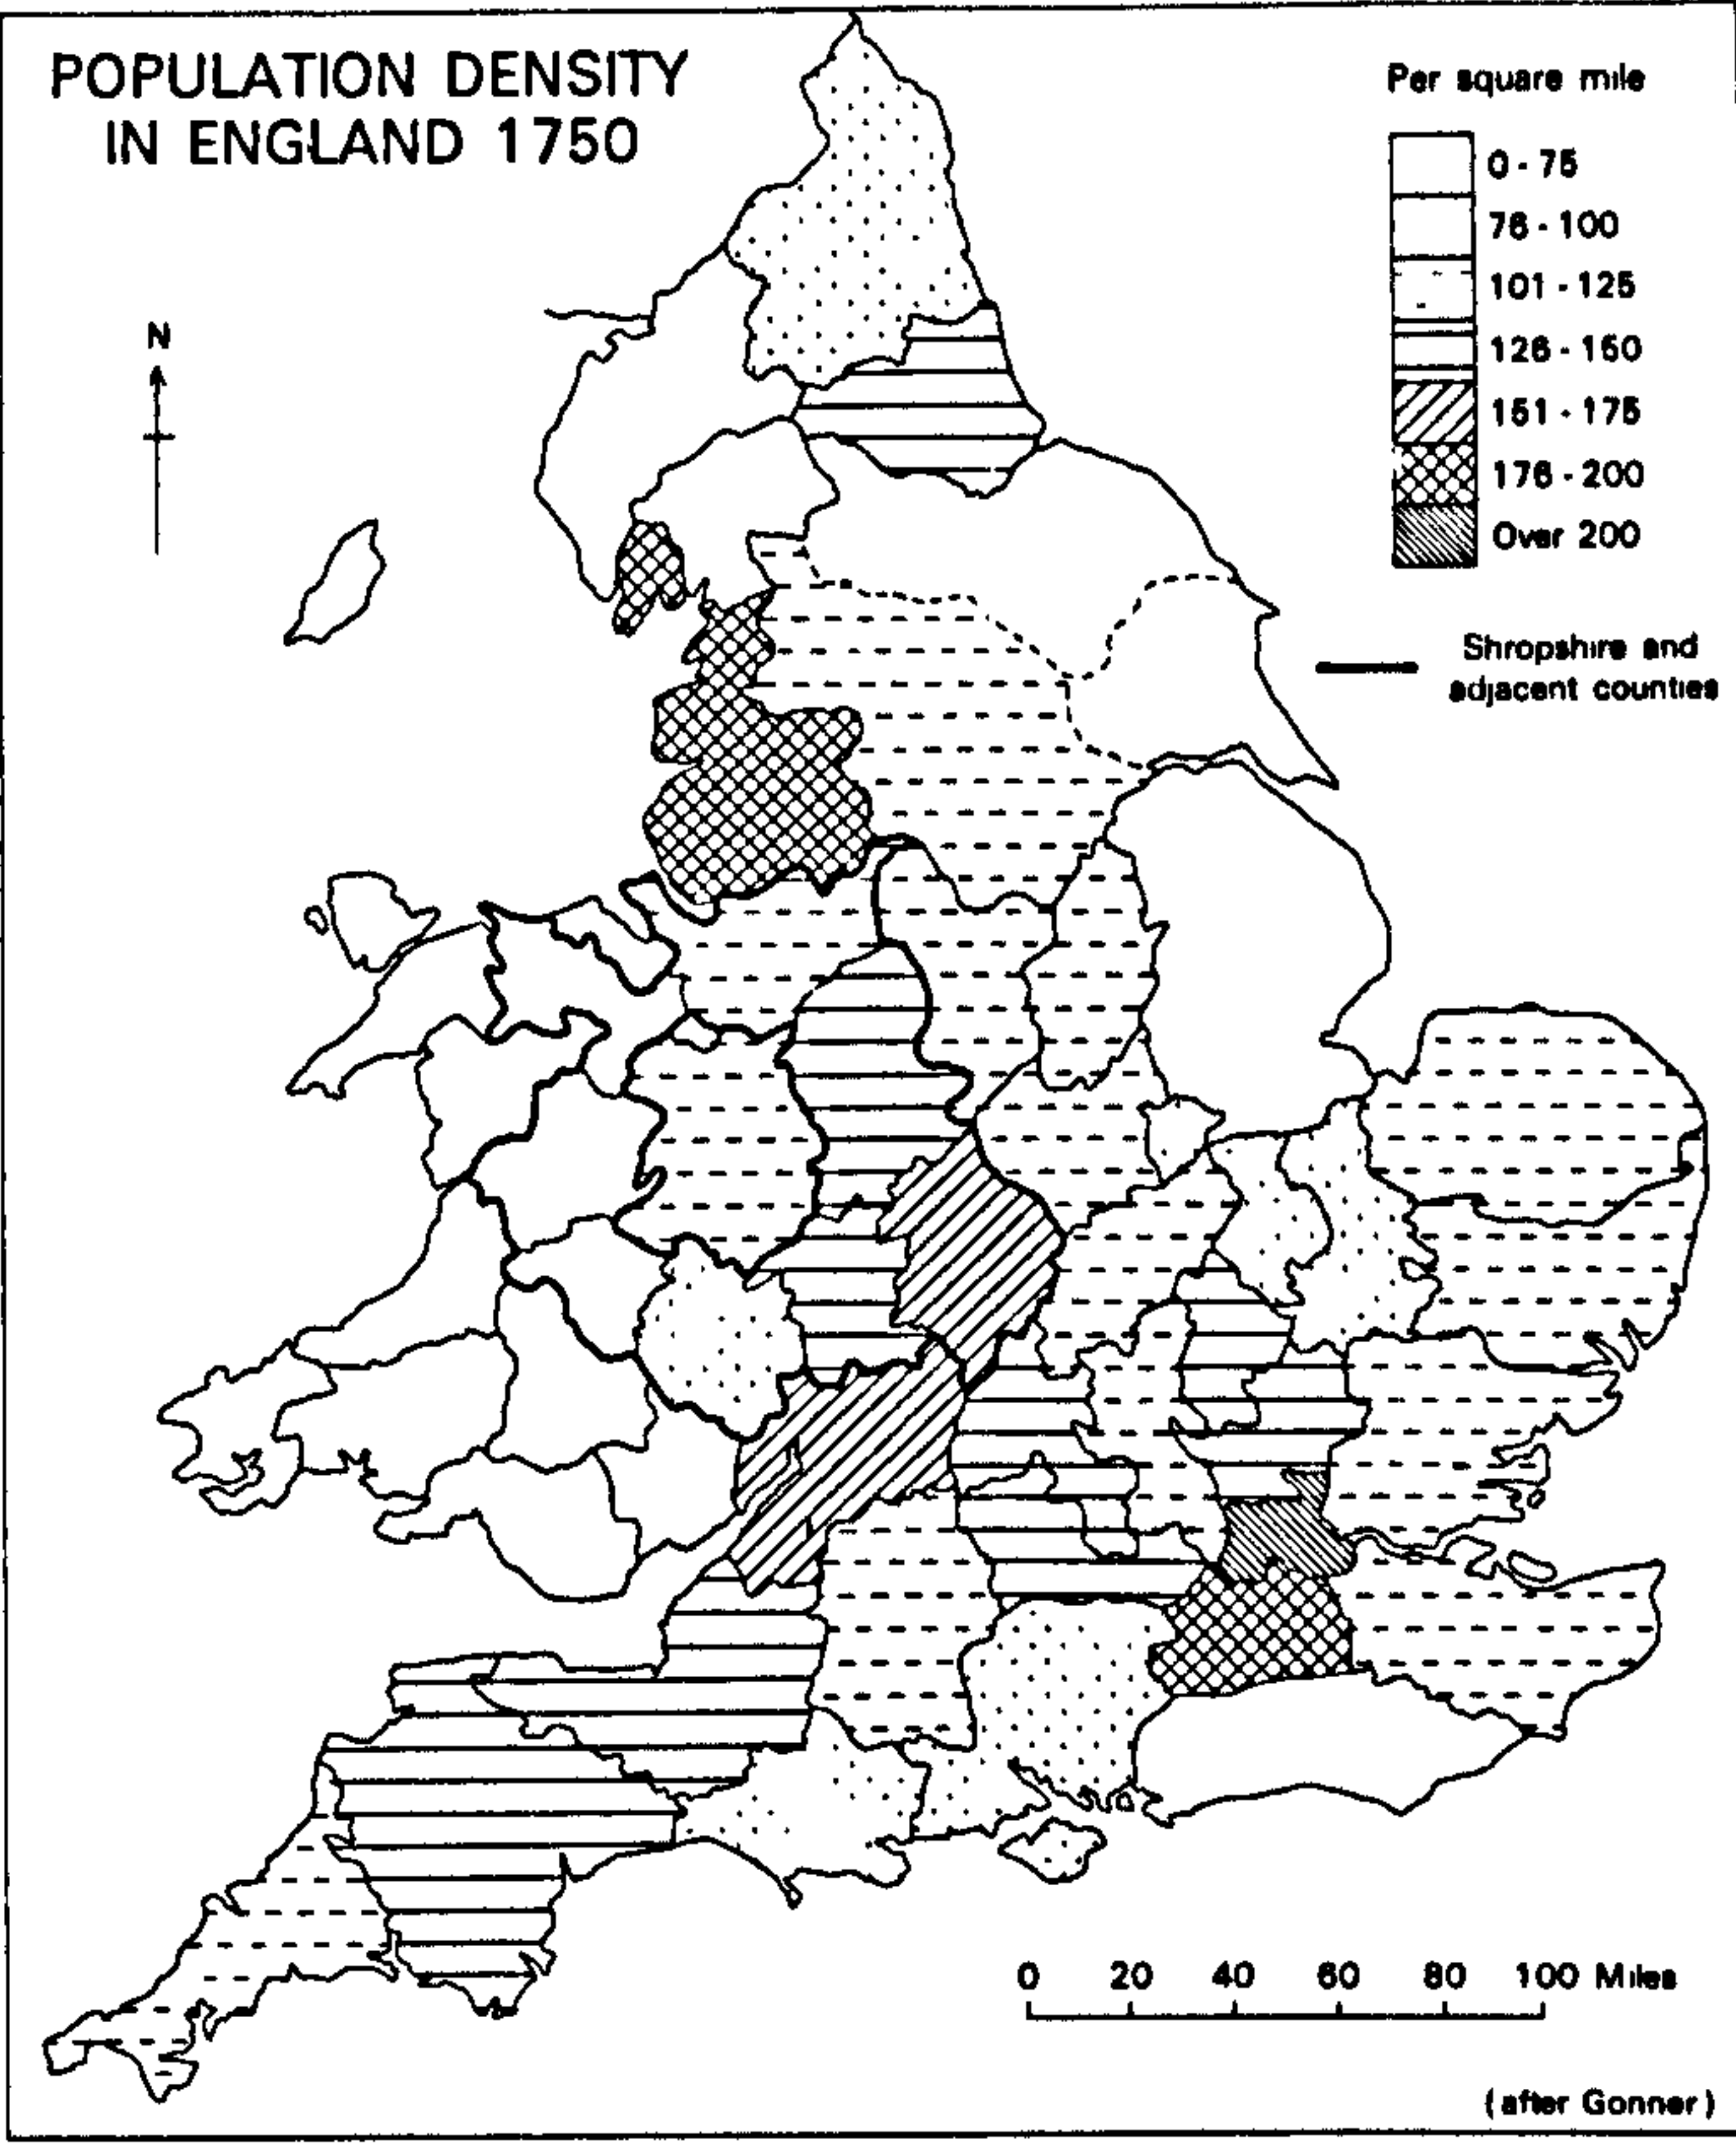 POPULATION DENSITY
IN ENGLAND 1750
Per square mile
0 - 75
76 - 100
101 - 125
126 - 150
151 - 175
176 - 200
Over 200
N
Shropshire and
adjacent counties
0 20 40 60 80 100 Miles
(after Gonner)